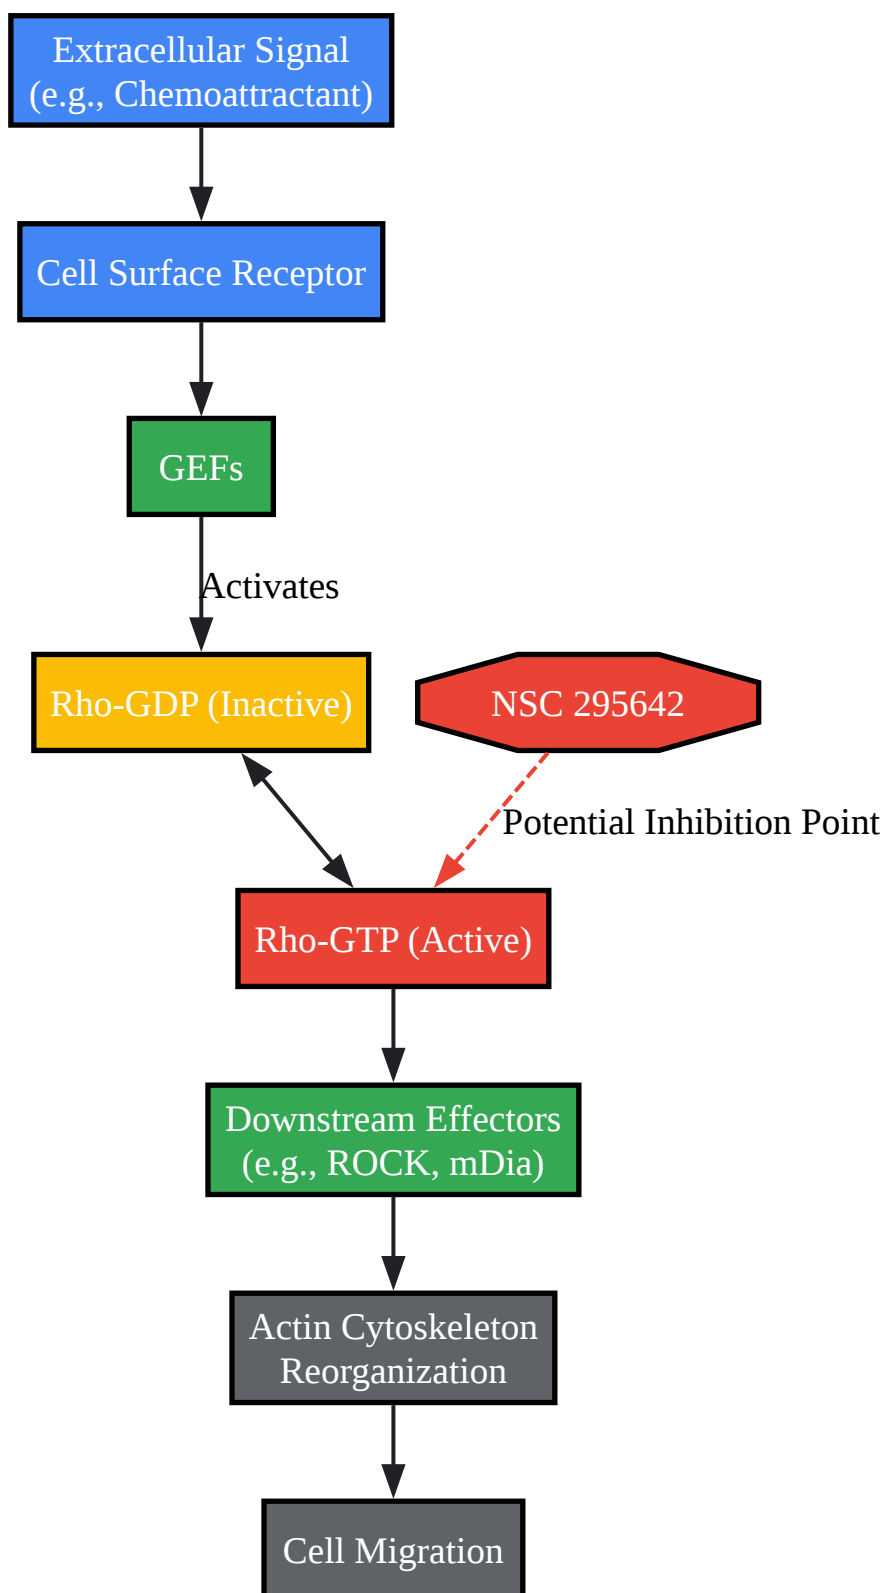 Extracellular Signal
(e.g., Chemoattractant)
Cell Surface Receptor
GEFs
Activates
Rho-GDP (Inactive)
NSC 295642
Potential Inhibition Point
Rho-GTP (Active)
Downstream Effectors
(e.g., ROCK, mDia)
Actin Cytoskeleton
Reorganization
Cell Migration